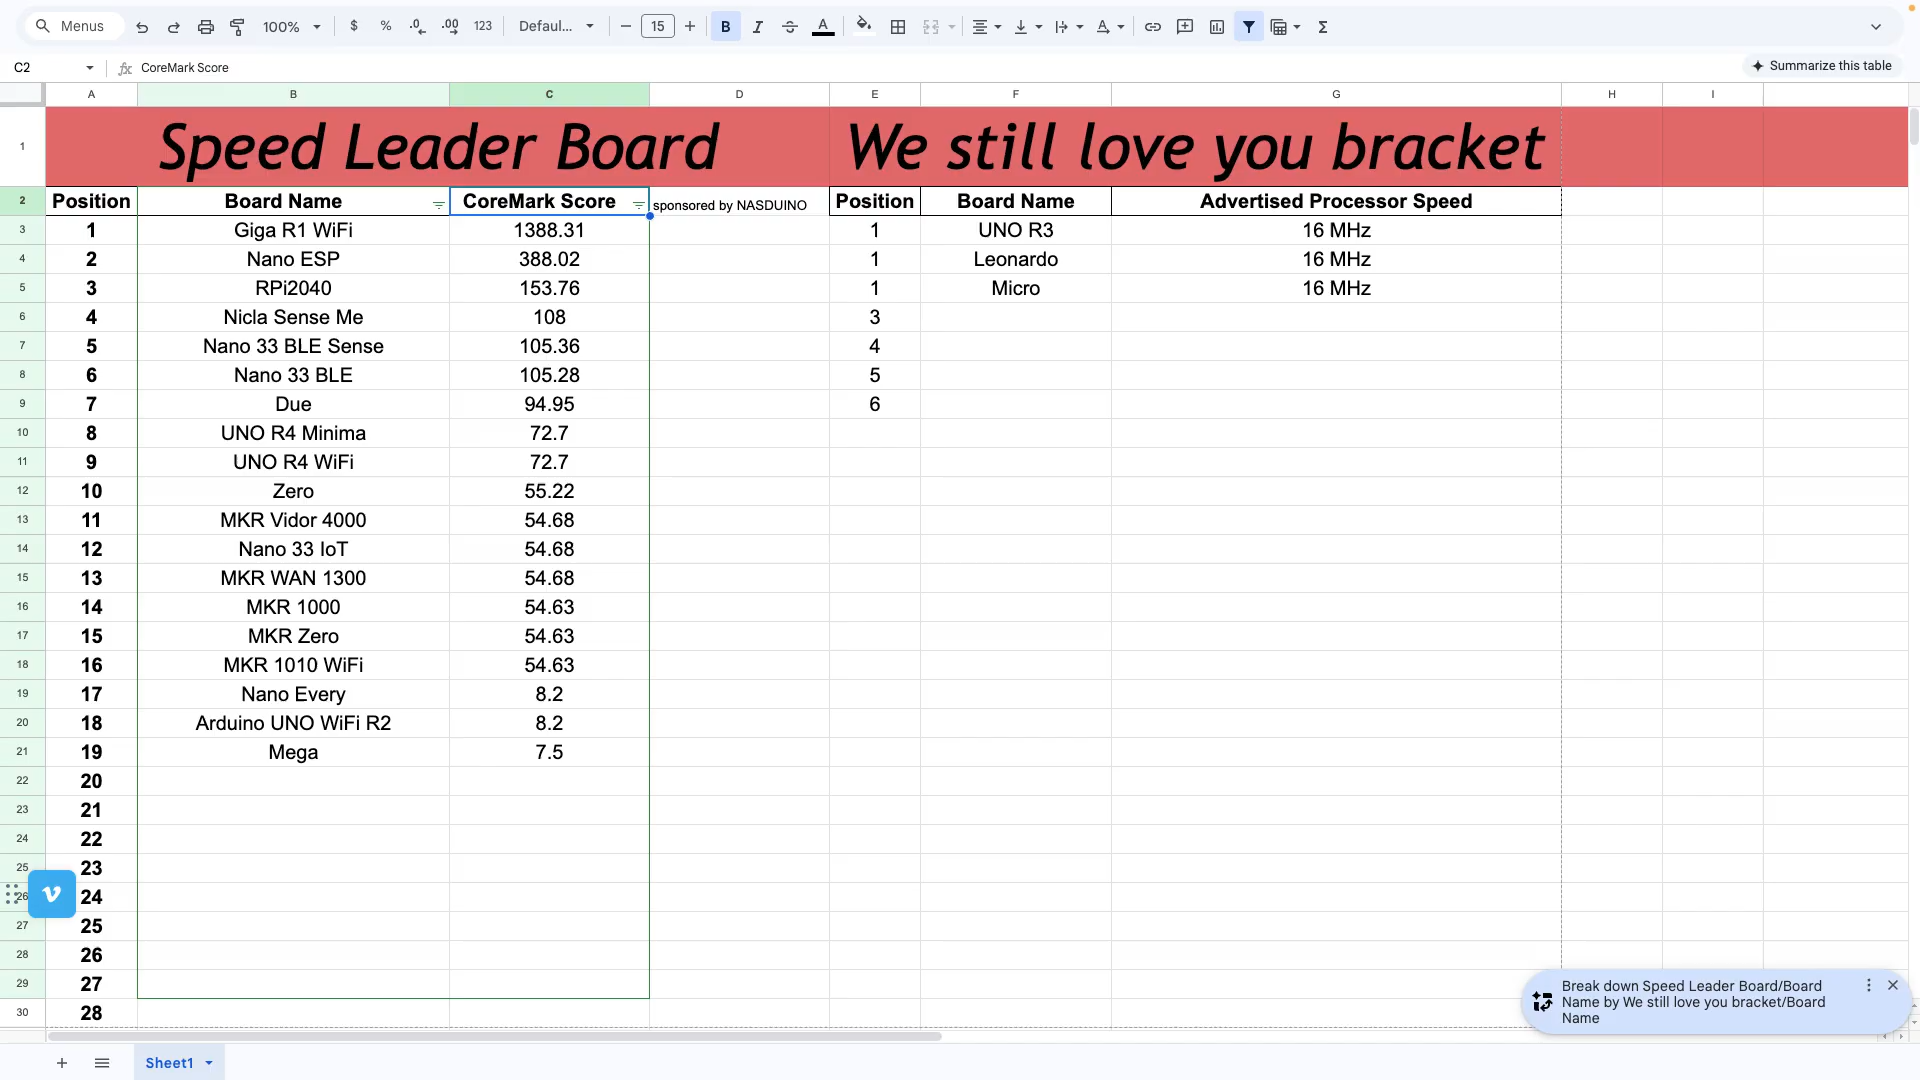 Menus 100% $ % .0 .00 123 Defaul... 15 B I A
C2 fx CoreMark Score Summarize this table
A B C D E F G H I
1 Speed Leader Board We still love you bracket
2 Position Board Name CoreMark Score sponsored by NASDUINO Position Board Name Advertised Processor Speed
3 1 Giga R1 WiFi 1388.31 1 UNO R3 16 MHz
4 2 Nano ESP 388.02 1 Leonardo 16 MHz
5 3 RPi2040 153.76 1 Micro 16 MHz
6 4 Nicla Sense Me 108 3
7 5 Nano 33 BLE Sense 105.36 4
8 6 Nano 33 BLE 105.28 5
9 7 Due 94.95 6
10 8 UNO R4 Minima 72.7
11 9 UNO R4 WiFi 72.7
12 10 Zero 55.22
13 11 MKR Vidor 4000 54.68
14 12 Nano 33 IoT 54.68
15 13 MKR WAN 1300 54.68
16 14 MKR 1000 54.63
17 15 MKR Zero 54.63
18 16 MKR 1010 WiFi 54.63
19 17 Nano Every 8.2
20 18 Arduino UNO WiFi R2 8.2
21 19 Mega 7.5
22 20
23 21
24 22
25 23
26 24
27 25
28 26
29 27
30 28
Break down Speed Leader Board/Board
Name by We still love you bracket/Board
Name
Sheet1